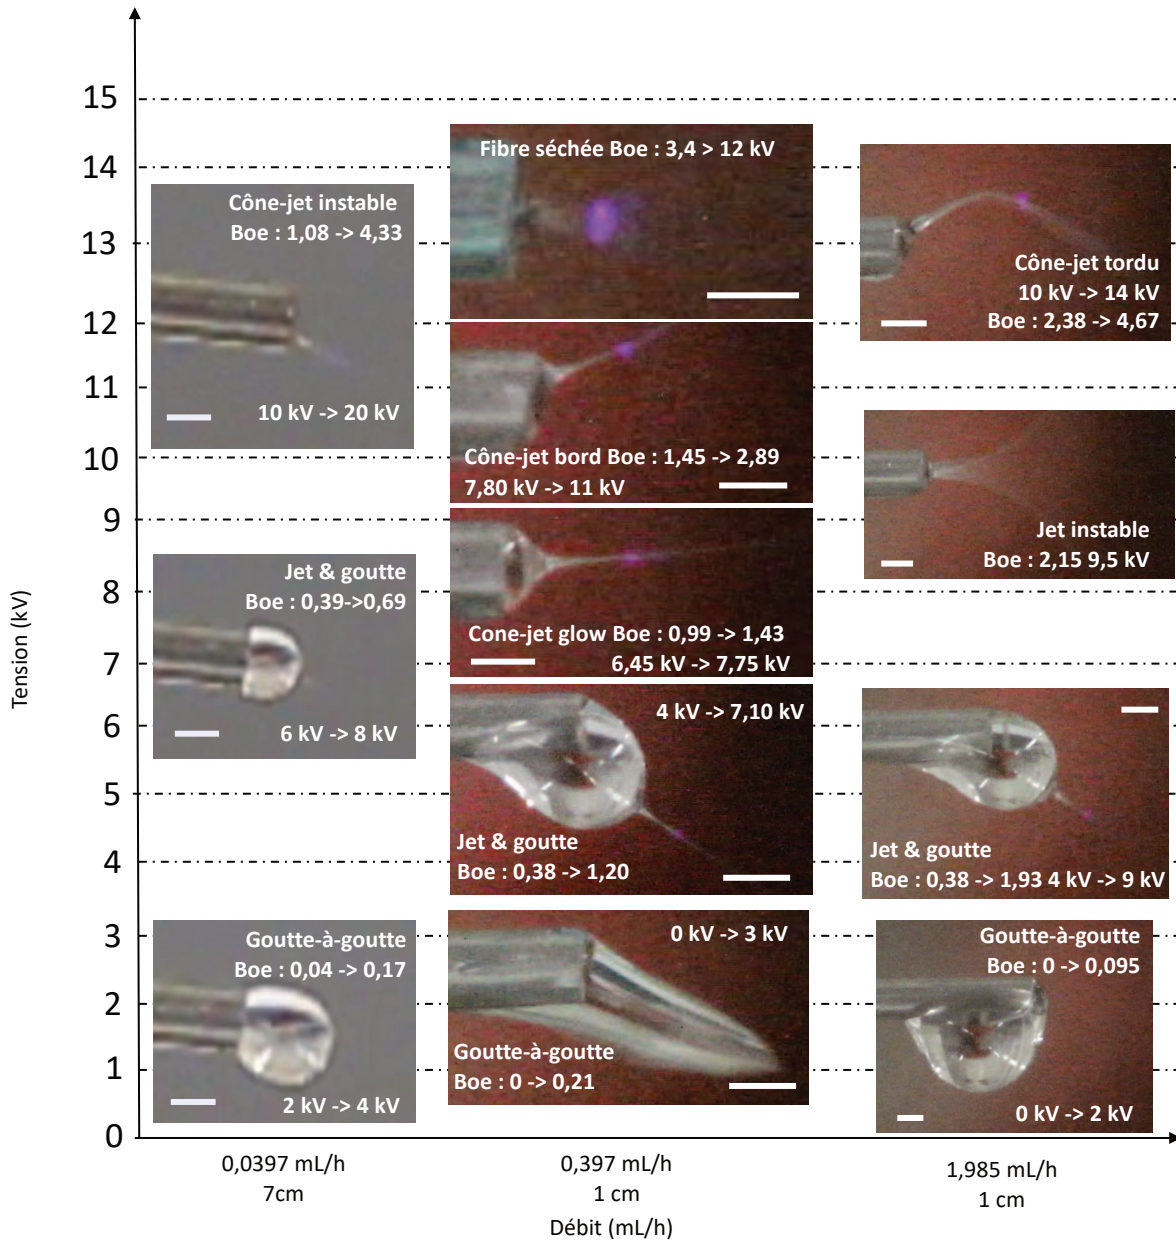 15
14
13
12
11
10
9
8
7
6
5
4
3
2
1
0
Tension (kV)
Cône-jet instable
Boe : 1,08 -> 4,33
10 kV -> 20 kV
Jet & goutte
Boe : 0,39->0,69
6 kV -> 8 kV
Goutte-à-goutte
Boe : 0,04 -> 0,17
2 kV -> 4 kV
Fibre séchée Boe : 3,4 > 12 kV
Cône-jet bord Boe : 1,45 -> 2,89
7,80 kV -> 11 kV
Cone-jet glow Boe : 0,99 -> 1,43
6,45 kV -> 7,75 kV
4 kV -> 7,10 kV
Jet & goutte
Boe : 0,38 -> 1,20
0 kV -> 3 kV
Goutte-à-goutte
Boe : 0 -> 0,21
Cône-jet tordu
10 kV -> 14 kV
Boe : 2,38 -> 4,67
Jet instable
Boe : 2,15 9,5 kV
Jet & goutte
Boe : 0,38 -> 1,93 4 kV -> 9 kV
Goutte-à-goutte
Boe : 0 -> 0,095
0 kV -> 2 kV
0,0397 mL/h
7cm
0,397 mL/h
1 cm
1,985 mL/h
1 cm
Débit (mL/h)